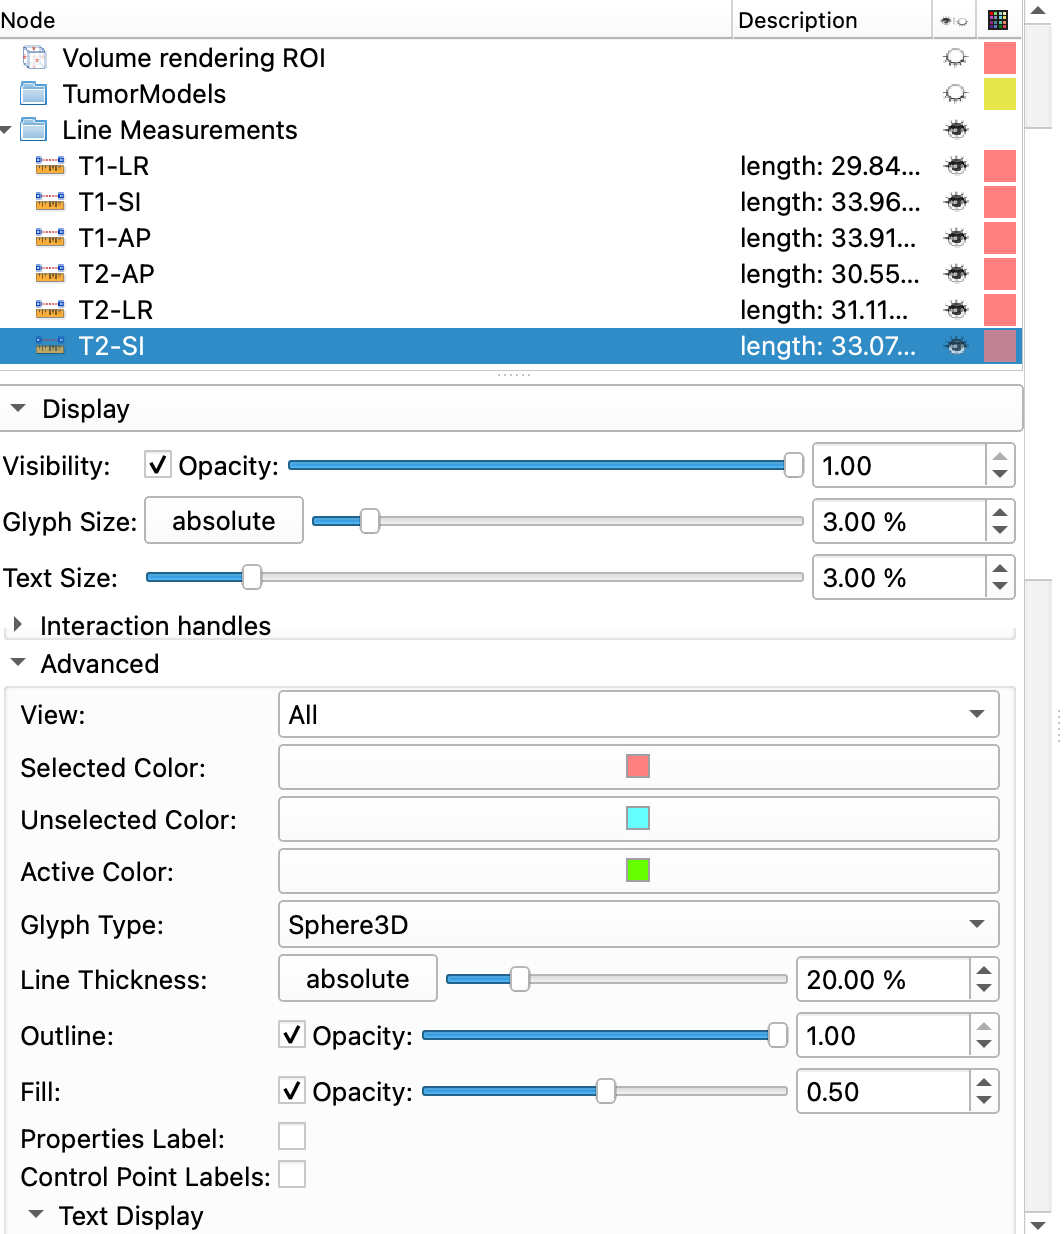 Node Description
Volume rendering ROI
TumorModels
Line Measurements
T1-LR length: 29.84...
T1-SI length: 33.96...
T1-AP length: 33.91...
T2-AP length: 30.55...
T2-LR length: 31.11...
T2-SI length: 33.07...
Display
Visibility: Opacity: 1.00
Glyph Size: absolute 3.00 %
Text Size: 3.00 %
Interaction handles
Advanced
View: All
Selected Color:
Unselected Color:
Active Color:
Glyph Type: Sphere3D
Line Thickness: absolute 20.00 %
Outline: Opacity: 1.00
Fill: Opacity: 0.50
Properties Label:
Control Point Labels:
Text Display